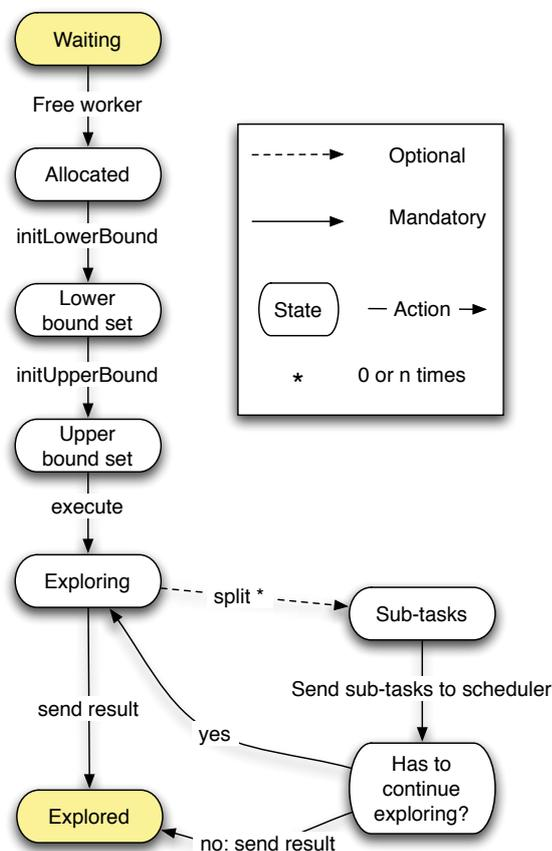 Waiting
Free worker
Allocated
initLowerBound
Lower
bound set
initUpperBound
Upper
bound set
execute
Exploring
send result
Explored
Optional
Mandatory
State
Action
* 0 or n times
split *
Sub-tasks
Send sub-tasks to scheduler
Has to
continue
exploring?
yes
no: send result